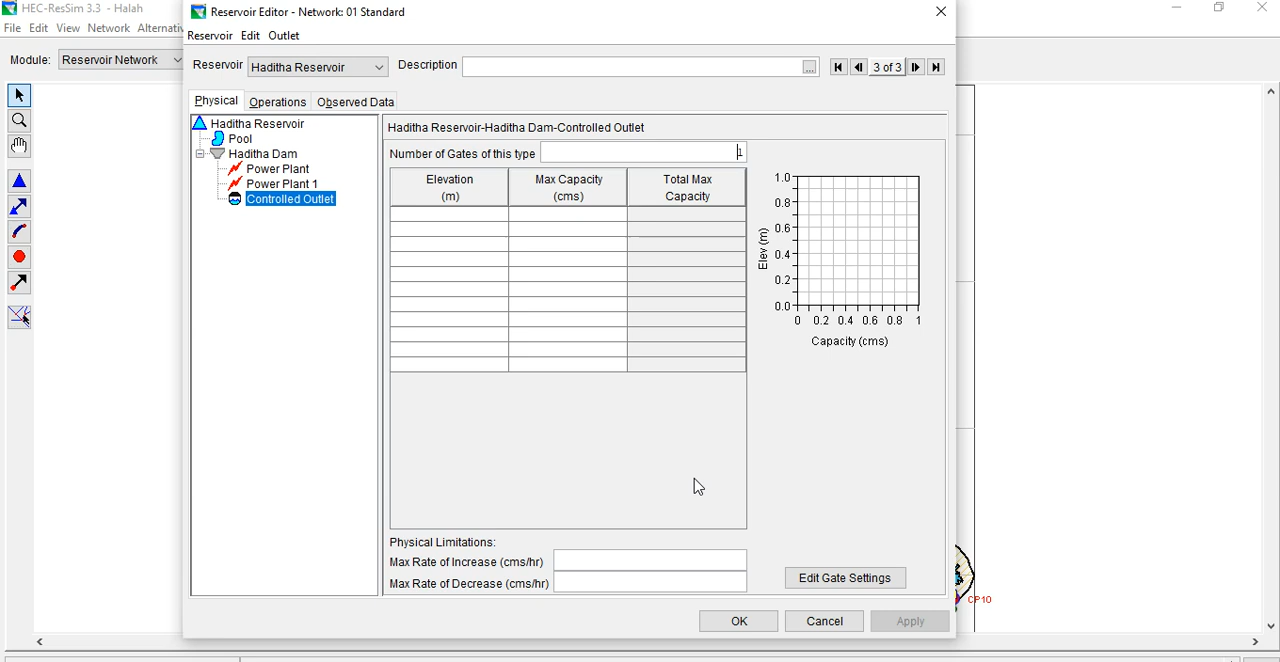 HEC-ResSim 3.3 - Halah
File Edit View Network Alternativ
Module: Reservoir Network
Reservoir Editor - Network: 01 Standard
Reservoir Edit Outlet
Reservoir Haditha Reservoir Description ... 3 of 3
Physical Operations Observed Data
Haditha Reservoir
Pool
Haditha Dam
Power Plant
Power Plant 1
Controlled Outlet
Haditha Reservoir-Haditha Dam-Controlled Outlet
Number of Gates of this type 1
Elevation (m)
Max Capacity (cms)
Total Max Capacity
1.0
0.8
0.6
0.4
0.2
0.0
Elev (m)
0 0.2 0.4 0.6 0.8 1
Capacity (cms)
Physical Limitations:
Max Rate of Increase (cms/hr)
Max Rate of Decrease (cms/hr)
Edit Gate Settings
OK Cancel Apply
CP10